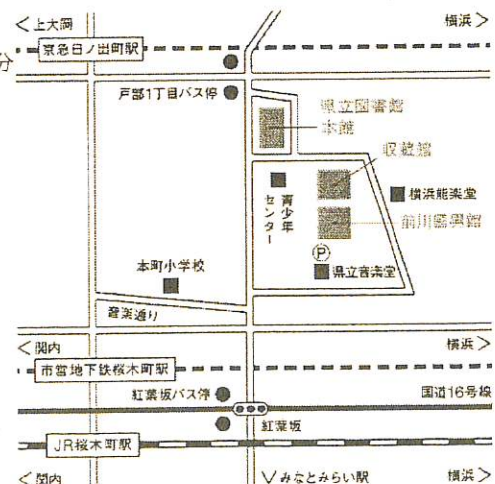 <上大岡
横浜>
京急日ノ出町駅
分
戸部1丁目バス停
県立図書館
本館
収蔵館
横浜能楽堂
青少年
センター
前川國男館
P
県立音楽堂
本町小学校
音楽通り
<関内
横浜>
市営地下鉄桜木町駅
紅葉坂バス停
国道16号線
紅葉坂
JR桜木町駅
<関内
∨みなとみらい駅
横浜>